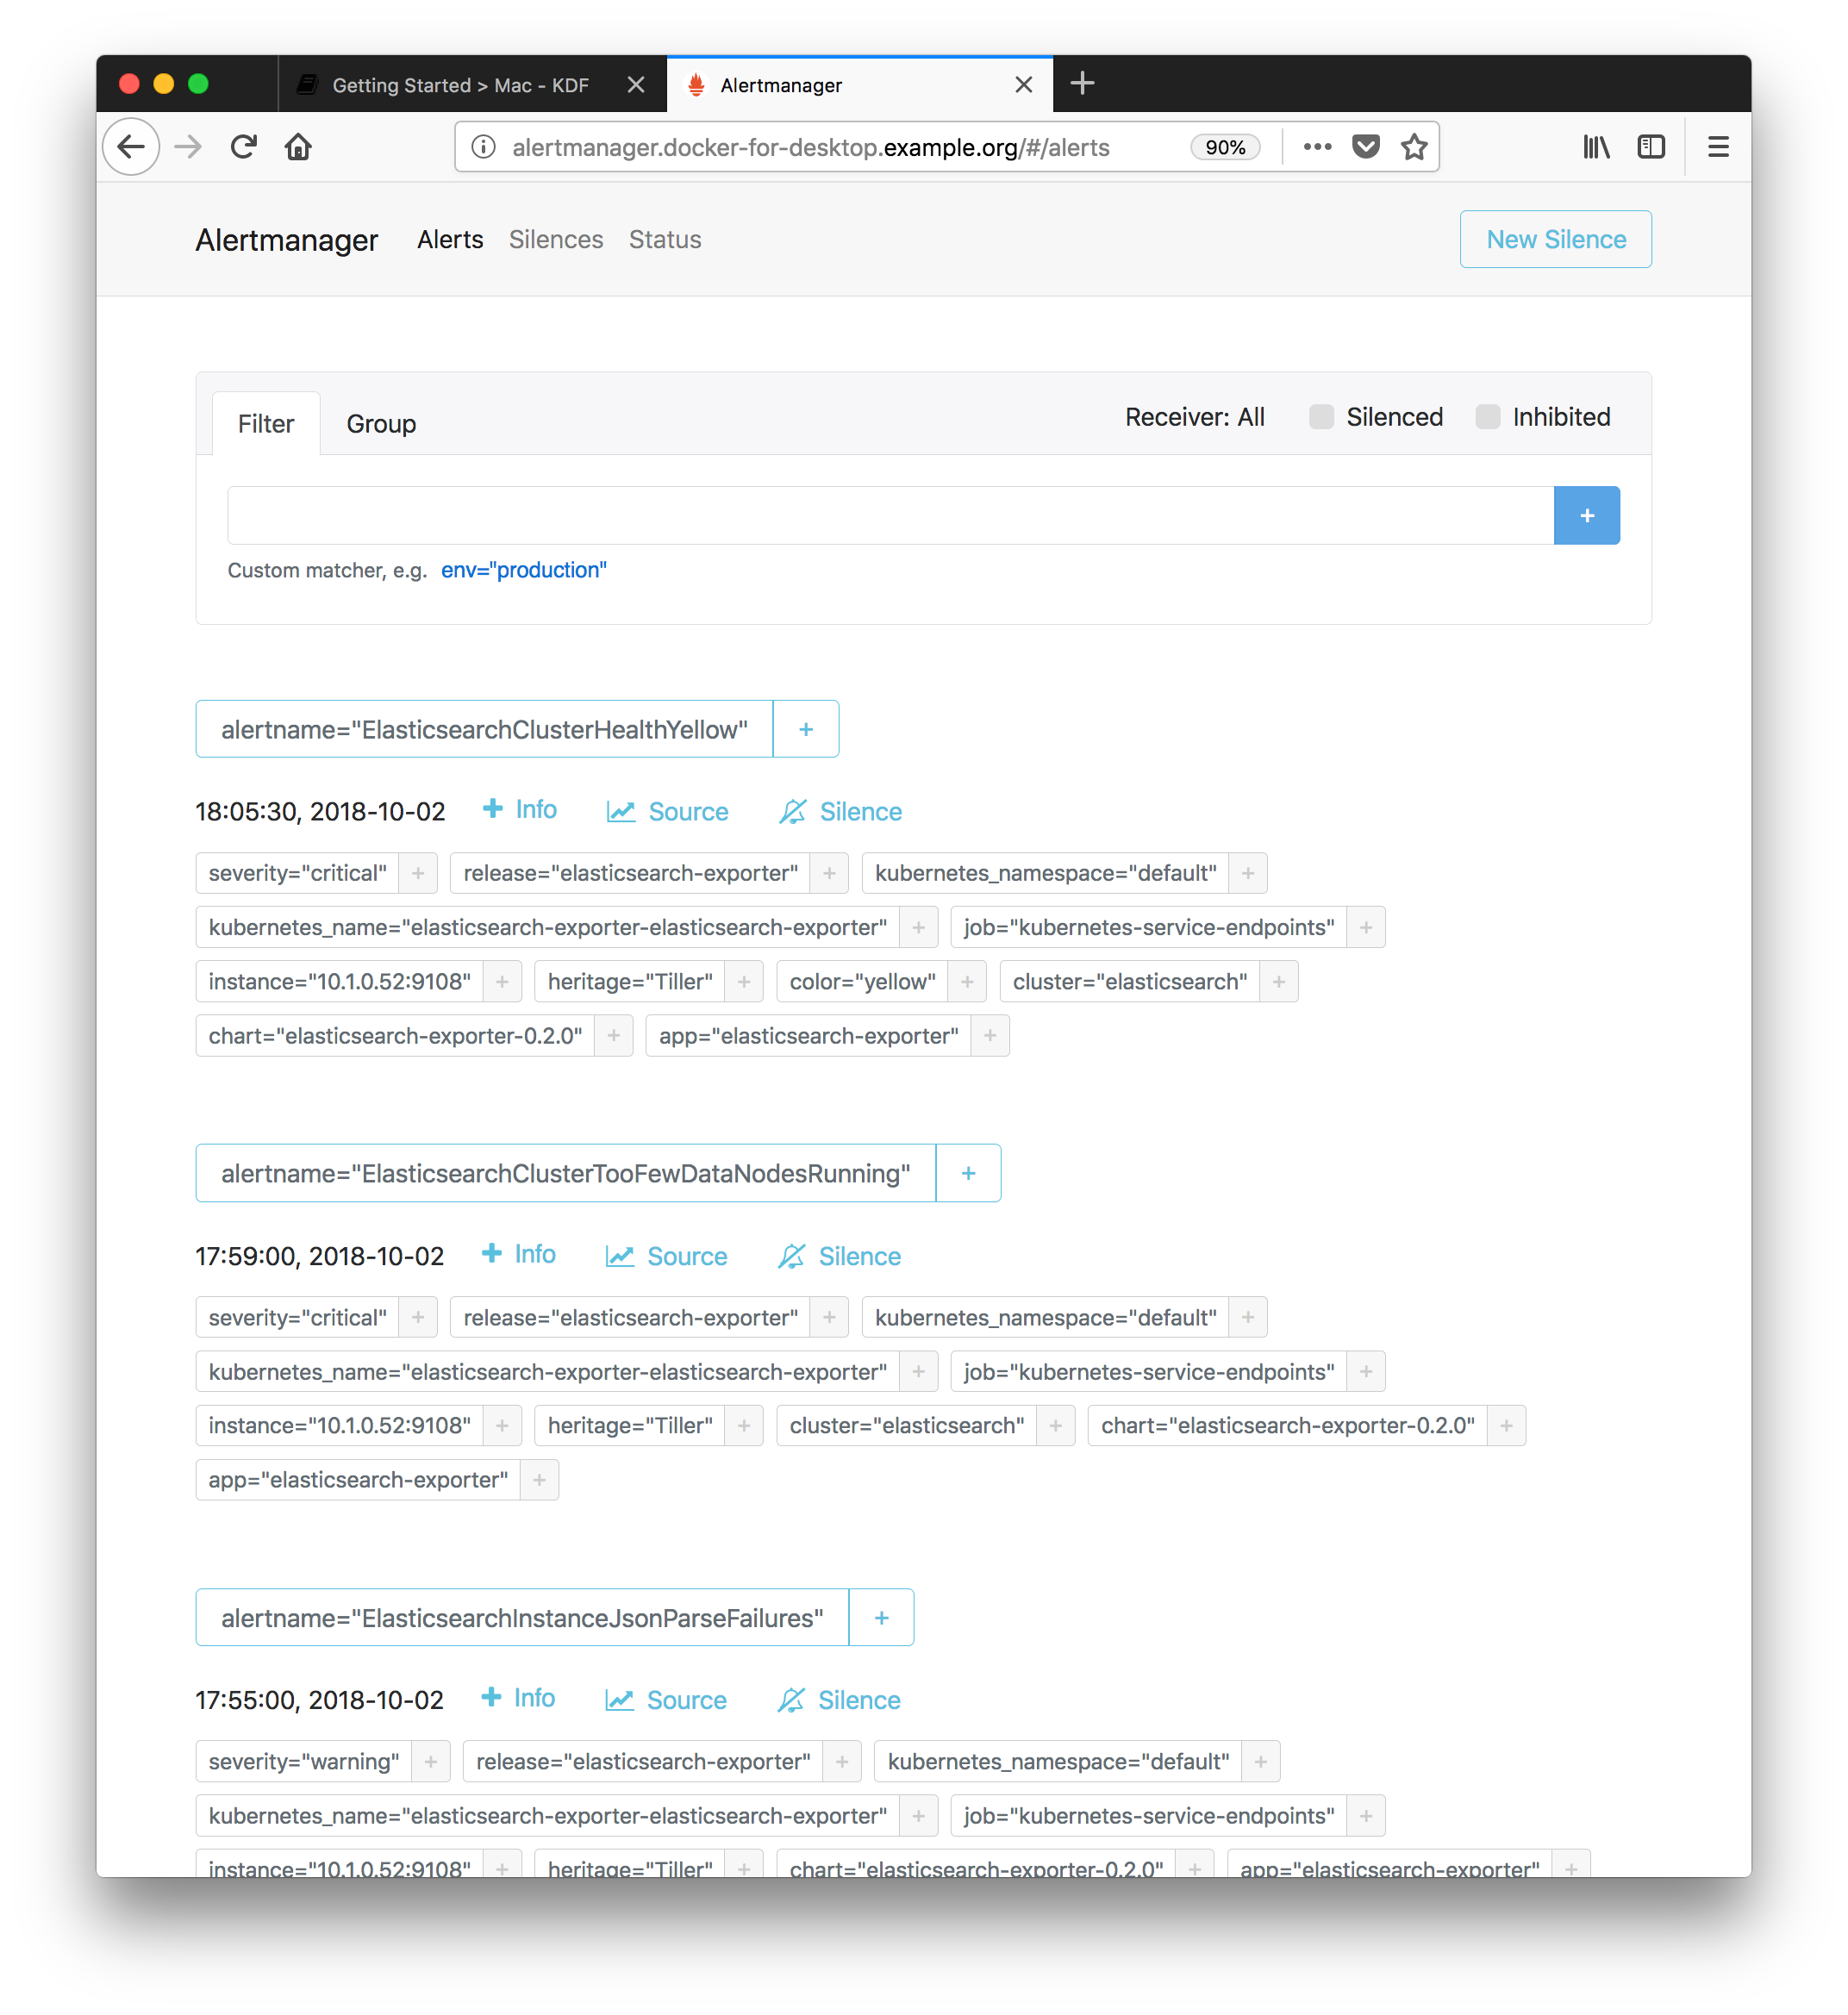 Getting Started > Mac - KDF
Alertmanager
alertmanager.docker-for-desktop.example.org/#/alerts 90%
Alertmanager Alerts Silences Status New Silence
Filter Group Receiver: All Silenced Inhibited
+
Custom matcher, e.g. env="production"
alertname="ElasticsearchClusterHealthYellow" +
18:05:30, 2018-10-02 + Info Source Silence
severity="critical" + release="elasticsearch-exporter" + kubernetes_namespace="default" +
kubernetes_name="elasticsearch-exporter-elasticsearch-exporter" + job="kubernetes-service-endpoints" +
instance="10.1.0.52:9108" + heritage="Tiller" + color="yellow" + cluster="elasticsearch" +
chart="elasticsearch-exporter-0.2.0" + app="elasticsearch-exporter" +
alertname="ElasticsearchClusterTooFewDataNodesRunning" +
17:59:00, 2018-10-02 + Info Source Silence
severity="critical" + release="elasticsearch-exporter" + kubernetes_namespace="default" +
kubernetes_name="elasticsearch-exporter-elasticsearch-exporter" + job="kubernetes-service-endpoints" +
instance="10.1.0.52:9108" + heritage="Tiller" + cluster="elasticsearch" + chart="elasticsearch-exporter-0.2.0" +
app="elasticsearch-exporter" +
alertname="ElasticsearchInstanceJsonParseFailures" +
17:55:00, 2018-10-02 + Info Source Silence
severity="warning" + release="elasticsearch-exporter" + kubernetes_namespace="default" +
kubernetes_name="elasticsearch-exporter-elasticsearch-exporter" + job="kubernetes-service-endpoints" +
instance="10.1.0.52:9108" + heritage="Tiller" + chart="elasticsearch-exporter-0.2.0" + app="elasticsearch-exporter" +